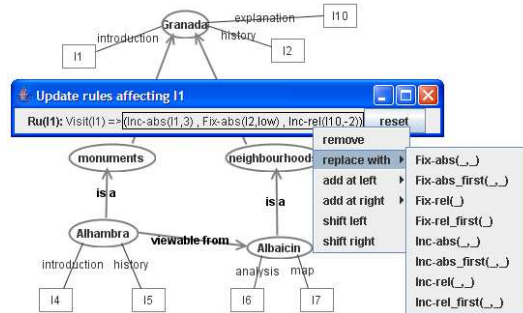 Granada
explanation
I10
introduction
history
I1
I2
Update rules affecting I1
Ru(I1): Visit(I1) =>(Inc-abs(I1,3) , Fix-abs(I2,low) , Inc-rel(I10,-2)) reset
remove
replace with
add at left
add at right
shift left
shift right
Fix-abs(_,_)
Fix-abs_first(_,_)
Fix-rel(_)
Fix-rel_first(_)
Inc-abs(_,_)
Inc-abs_first(_,_)
Inc-rel(_,_)
Inc-rel_first(_,_)
monuments
neighbourhoods
is a
is a
Alhambra
viewable from
Albaicin
introduction
history
analysis
map
I4
I5
I6
I7